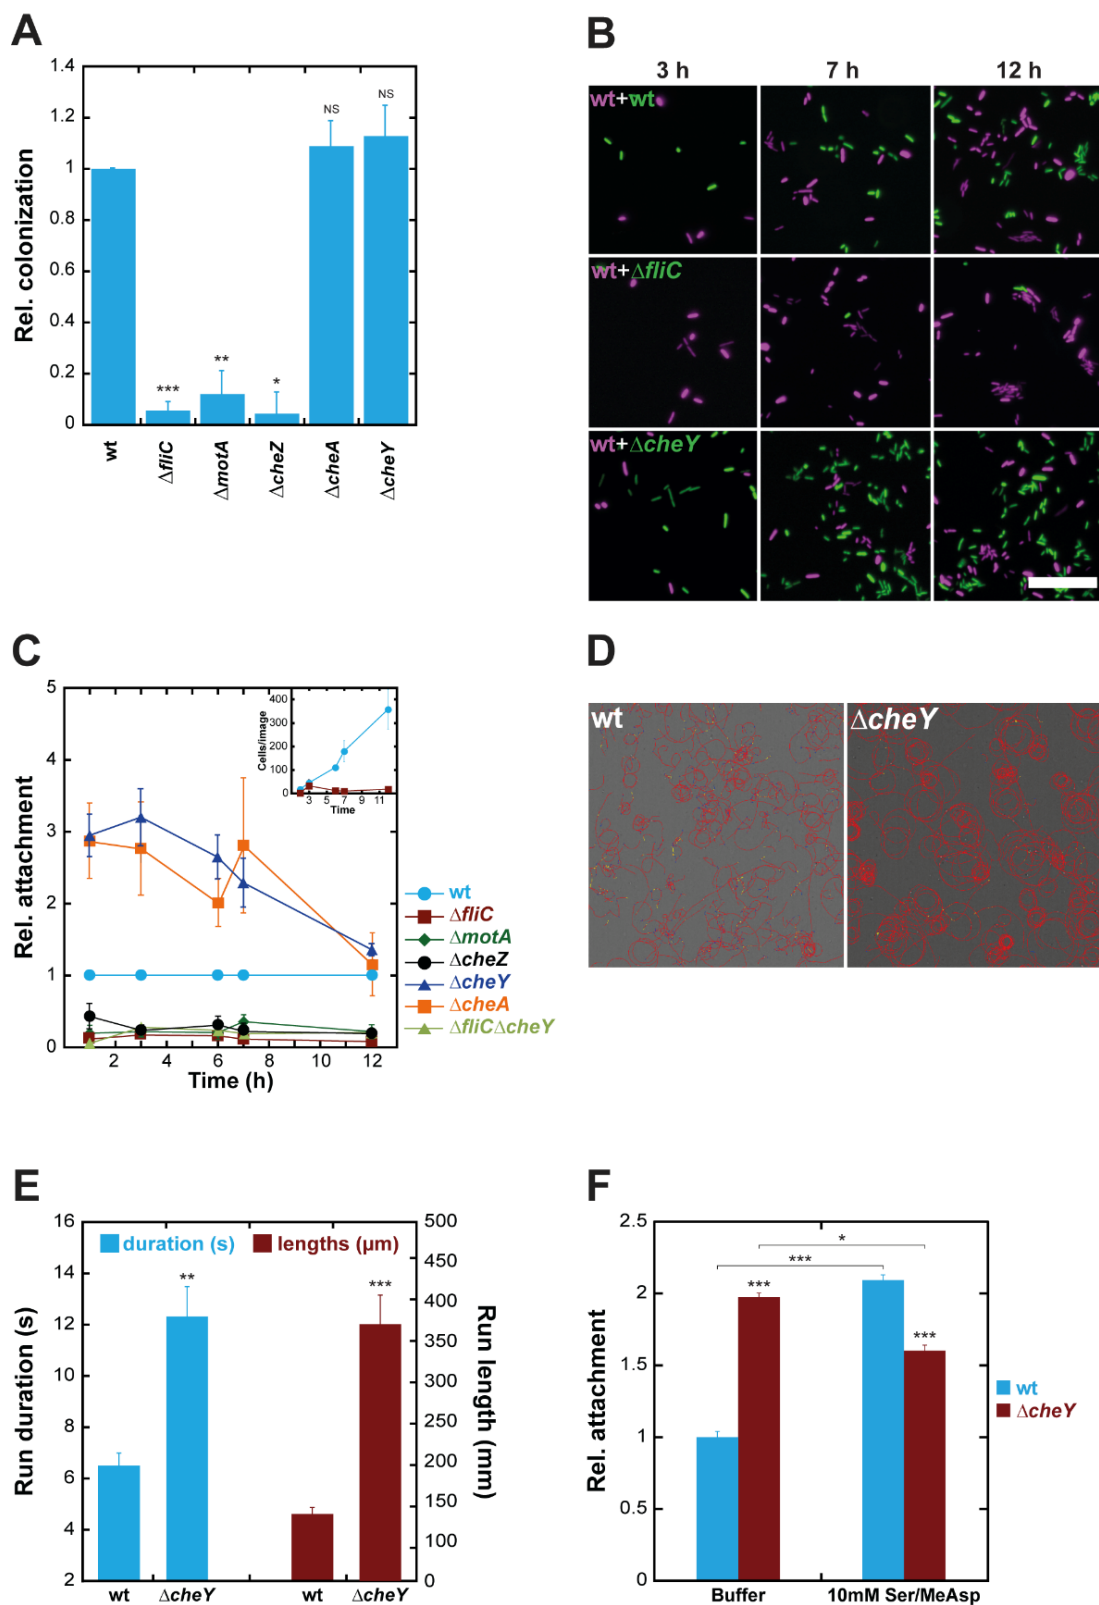 A
1.4
1.2
1
0.8
0.6
0.4
0.2
0
Rel. colonization
***
**
*
NS
NS
wt
ΔfliC
ΔmotA
ΔcheZ
ΔcheA
ΔcheY
B
3 h 7 h 12 h
wt+wt
wt+ΔfliC
wt+ΔcheY
C
5
4
3
2
1
0
Rel. attachment
2 4 6 8 10 12
Time (h)
400
300
200
100
0
Cells/image
3 5 7 9 11
Time
wt
ΔfliC
ΔmotA
ΔcheZ
ΔcheY
ΔcheA
ΔfliCΔcheY
D
wt
ΔcheY
E
16
14
12
10
8
6
4
2
Run duration (s)
duration (s) lengths (µm)
**
***
500
450
400
350
300
250
200
150
100
0
Run length (mm)
wt ΔcheY wt ΔcheY
F
2.5
2
1.5
1
0.5
0
Rel. attachment
*
***
***
***
Buffer 10mM Ser/MeAsp
wt
ΔcheY